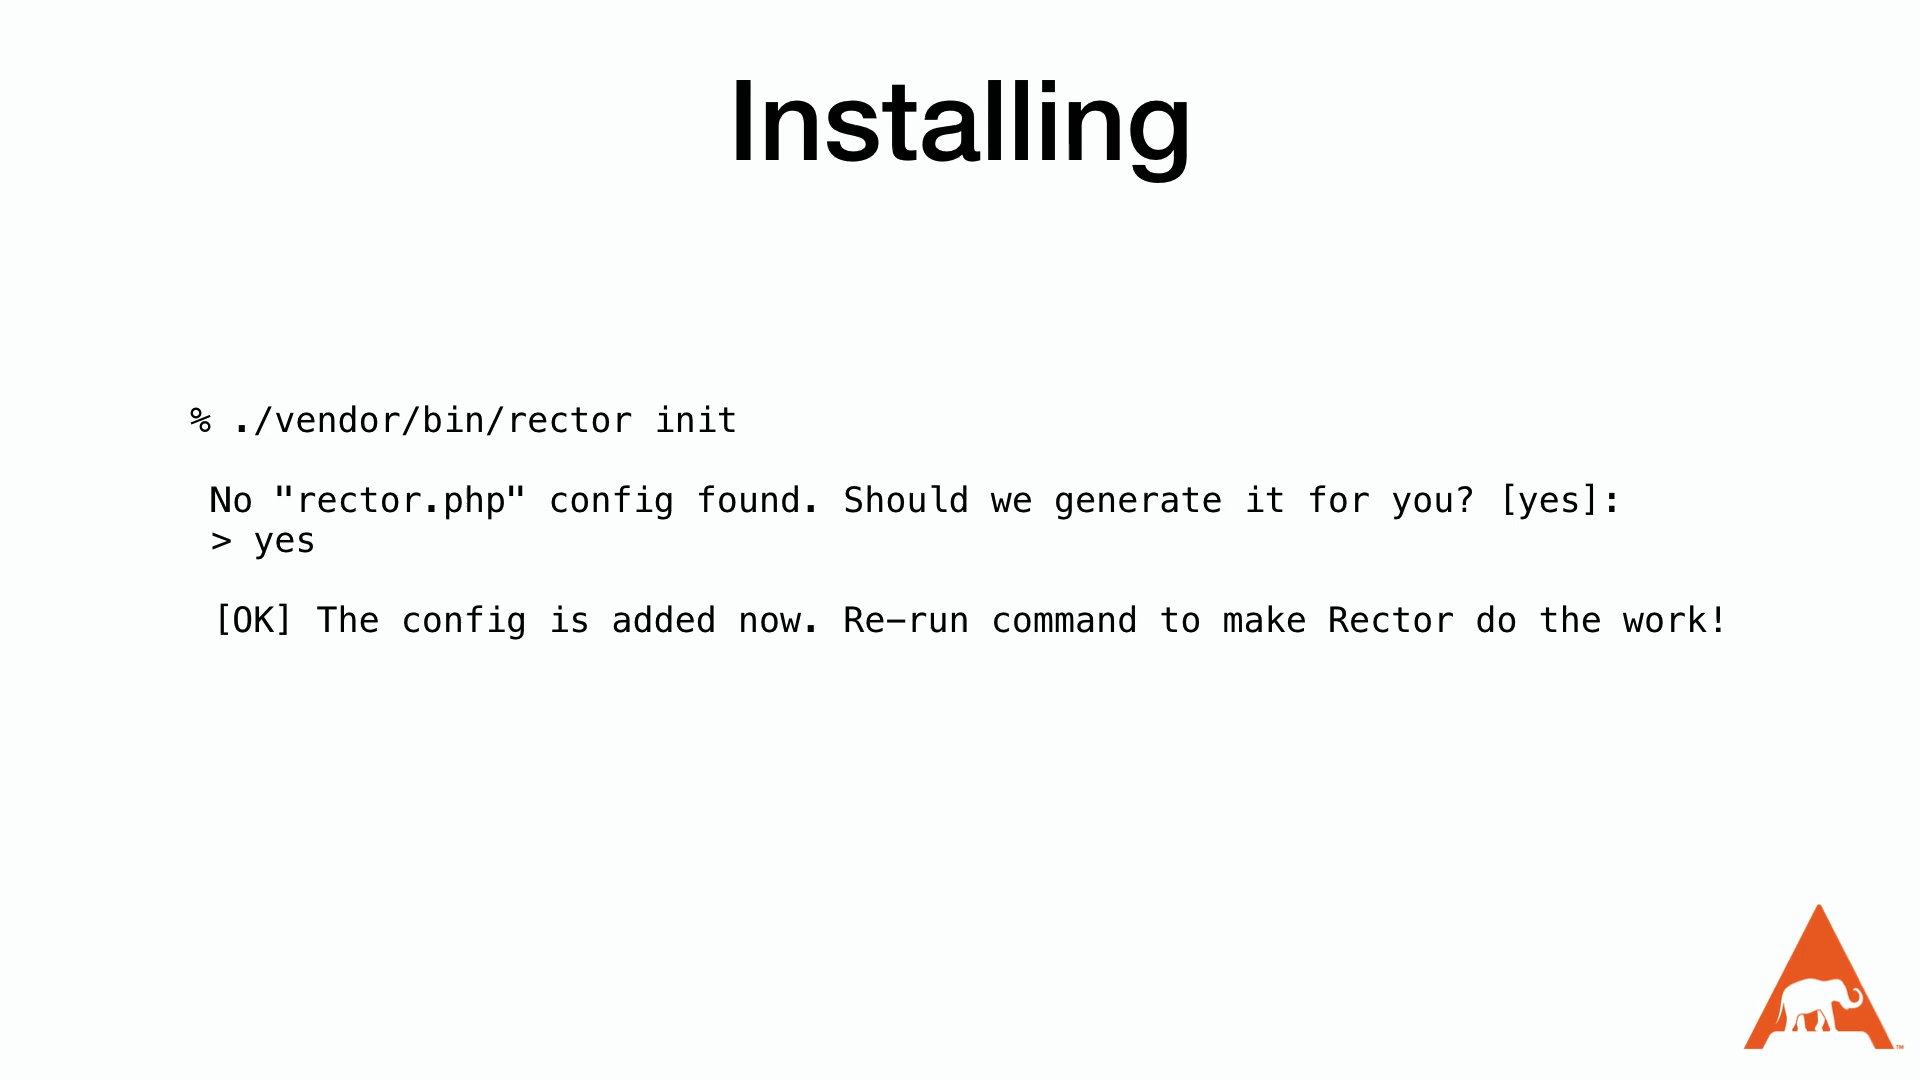 Installing
% ./vendor/bin/rector init
No "rector.php" config found. Should we generate it for you? [yes]:
> yes
[OK] The config is added now. Re-run command to make Rector do the work!
TM